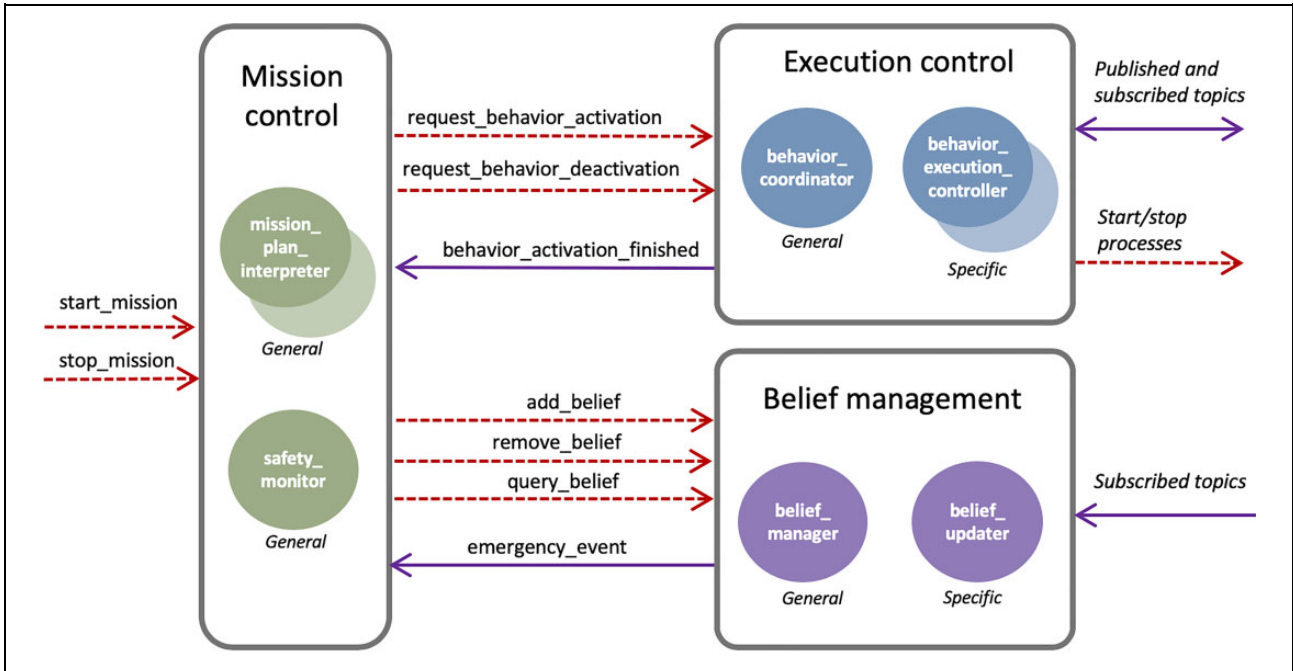 Mission
control
mission_
plan_
interpreter
General
safety_
monitor
General
start_mission
stop_mission
request_behavior_activation
request_behavior_deactivation
behavior_activation_finished
add_belief
remove_belief
query_belief
emergency_event
Execution control
behavior_
coordinator
General
behavior_
execution_
controller
Specific
Published and
subscribed topics
Start/stop
processes
Belief management
belief_
manager
General
belief_
updater
Specific
Subscribed topics